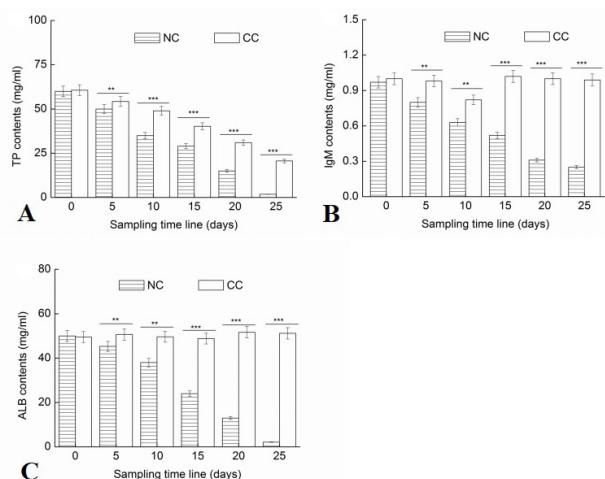 100
NC
CC
TP contents (mg/ml)
75
50
25
0
**
***
***
***
***
0 5 10 15 20 25
Sampling time line (days)
A
1.5
NC
CC
IgM contents (mg/ml)
1.2
0.9
0.6
0.3
0.0
**
**
***
***
***
0 5 10 15 20 25
Sampling time line (days)
B
80
NC
CC
ALB contents (mg/ml)
60
40
20
0
**
**
***
***
***
0 5 10 15 20 25
Sampling time line (days)
C